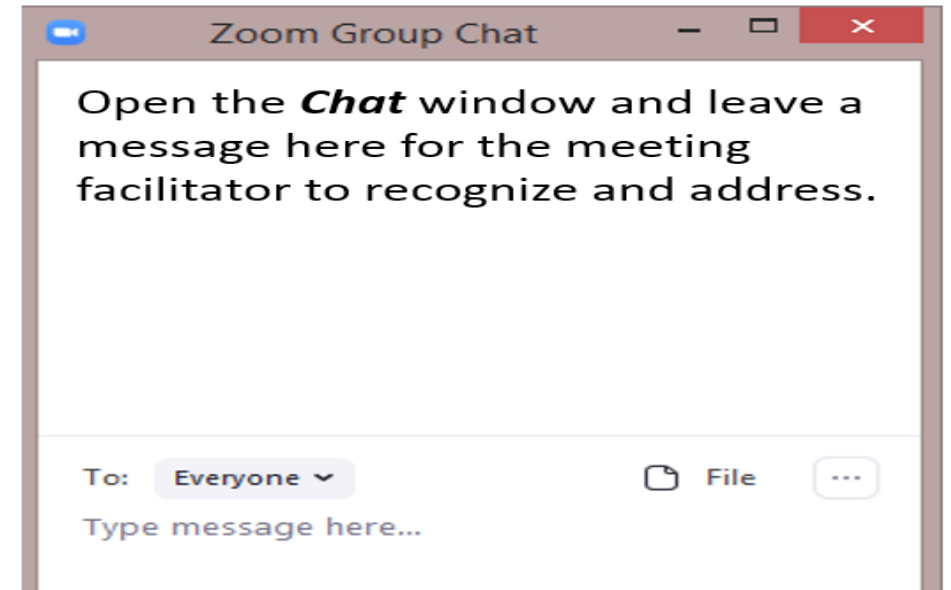 Zoom Group Chat
Open the Chat window and leave a
message here for the meeting
facilitator to recognize and address.
To: Everyone File ...
Type message here...